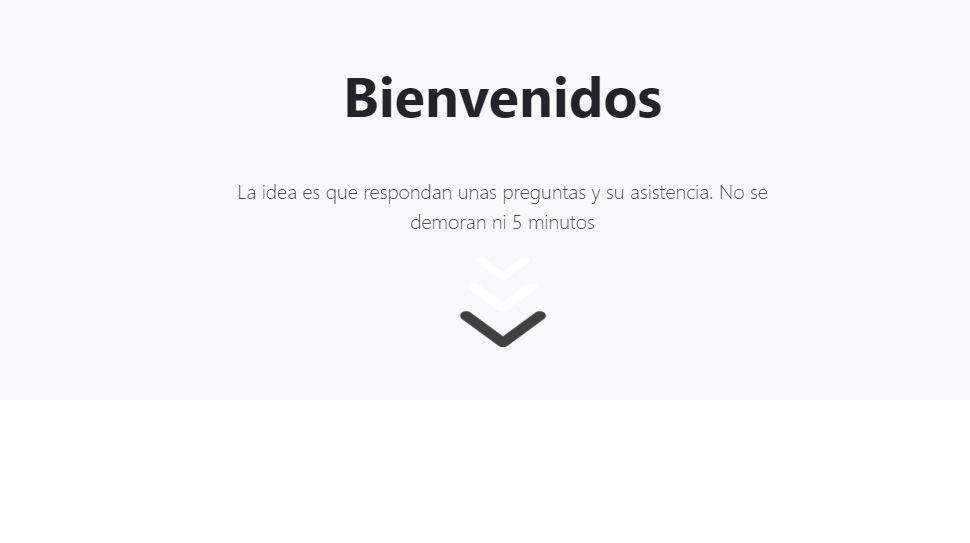 Bienvenidos
La idea es que respondan unas preguntas y su asistencia. No se
demoran ni 5 minutos